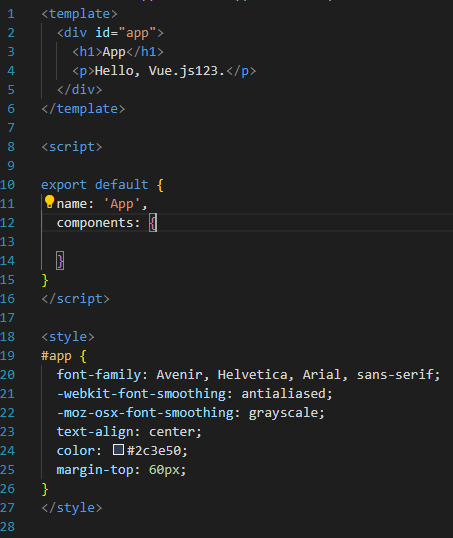 1 <template>
2   <div id="app">
3     <h1>App</h1>
4     <p>Hello, Vue.js123.</p>
5   </div>
6 </template>
7
8 <script>
9
10 export default {
11   name: 'App',
12   components: {
13
14   }
15 }
16 </script>
17
18 <style>
19 #app {
20   font-family: Avenir, Helvetica, Arial, sans-serif;
21   -webkit-font-smoothing: antialiased;
22   -moz-osx-font-smoothing: grayscale;
23   text-align: center;
24   color: #2c3e50;
25   margin-top: 60px;
26 }
27 </style>
28